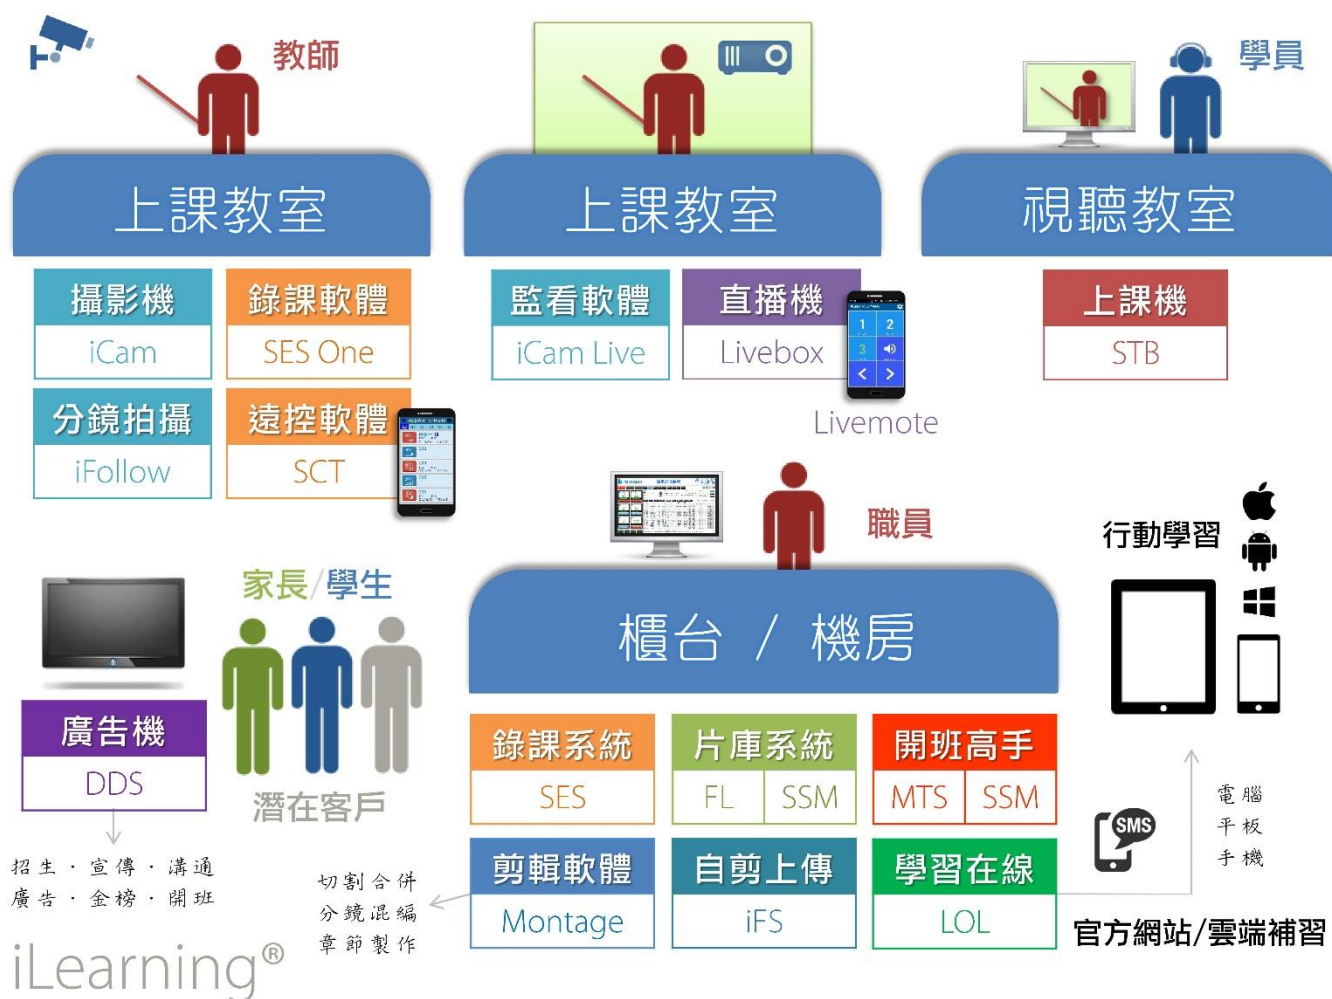 教師
學員
上課教室
上課教室
視聽教室
攝影機
iCam
錄課軟體
SES One
監看軟體
iCam Live
直播機
Livebox
1 2
3
上課機
STB
分鏡拍攝
iFollow
遠控軟體
SCT
Livemote
職員
行動學習
家長/學生
櫃台 / 機房
廣告機
DDS
潛在客戶
錄課系統
SES
片庫系統
FL SSM
開班高手
MTS SSM
SMS
電腦
平板
手機
招生．宣傳．溝通
廣告．金榜．開班
切割合併
分鏡混編
章節製作
剪輯軟體
Montage
自剪上傳
iFS
學習在線
LOL
官方網站/雲端補習
iLearning®